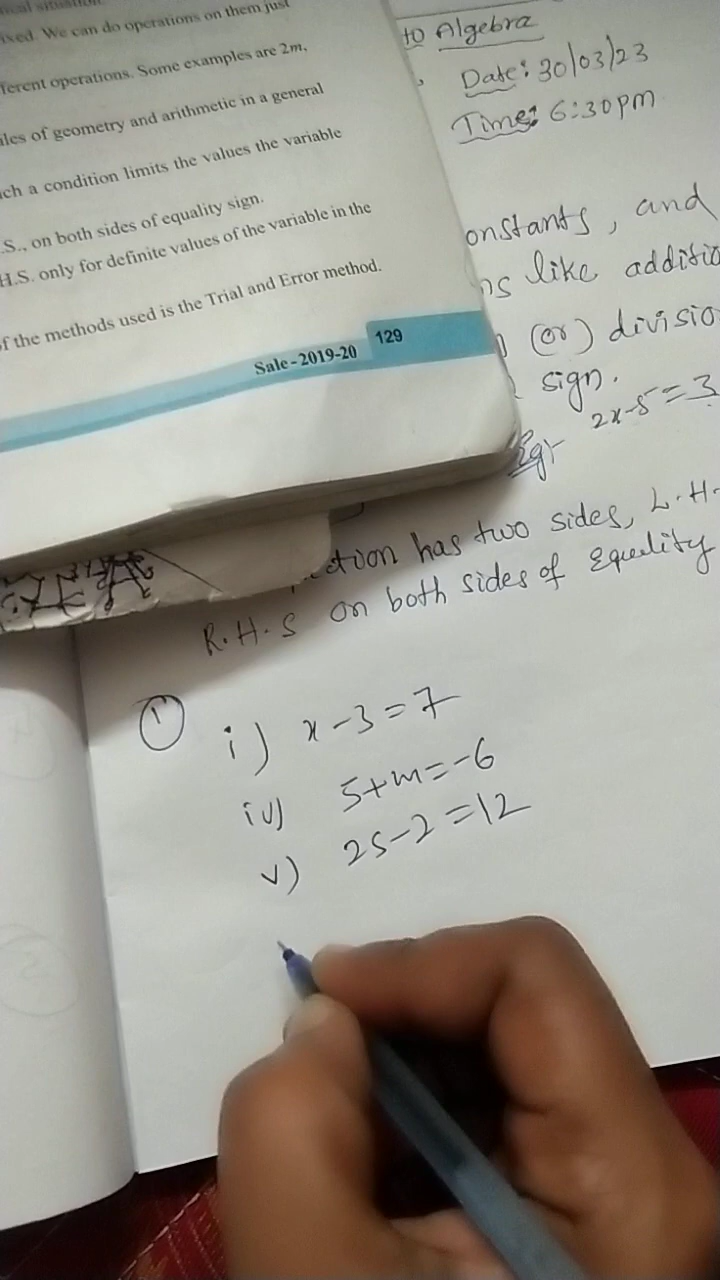 ixed. We can do operations on them just
ferent operations. Some examples are 2m,
ules of geometry and arithmetic in a general
ch a condition limits the values the variable
.S., on both sides of equality sign.
H.S. only for definite values of the variable in the
f the methods used is the Trial and Error method.
Sale-2019-20 129
to Algebra
Date: 30/03/23
Time: 6:30pm
onstants, and
ns like additio
(or) divisio
sign.
Eg:- 2x-5=3
ation has two sides, L.H.
R.H.S on both sides of Equality
① i) x-3=7
iv) 5+m=-6
v) 2s-2=12